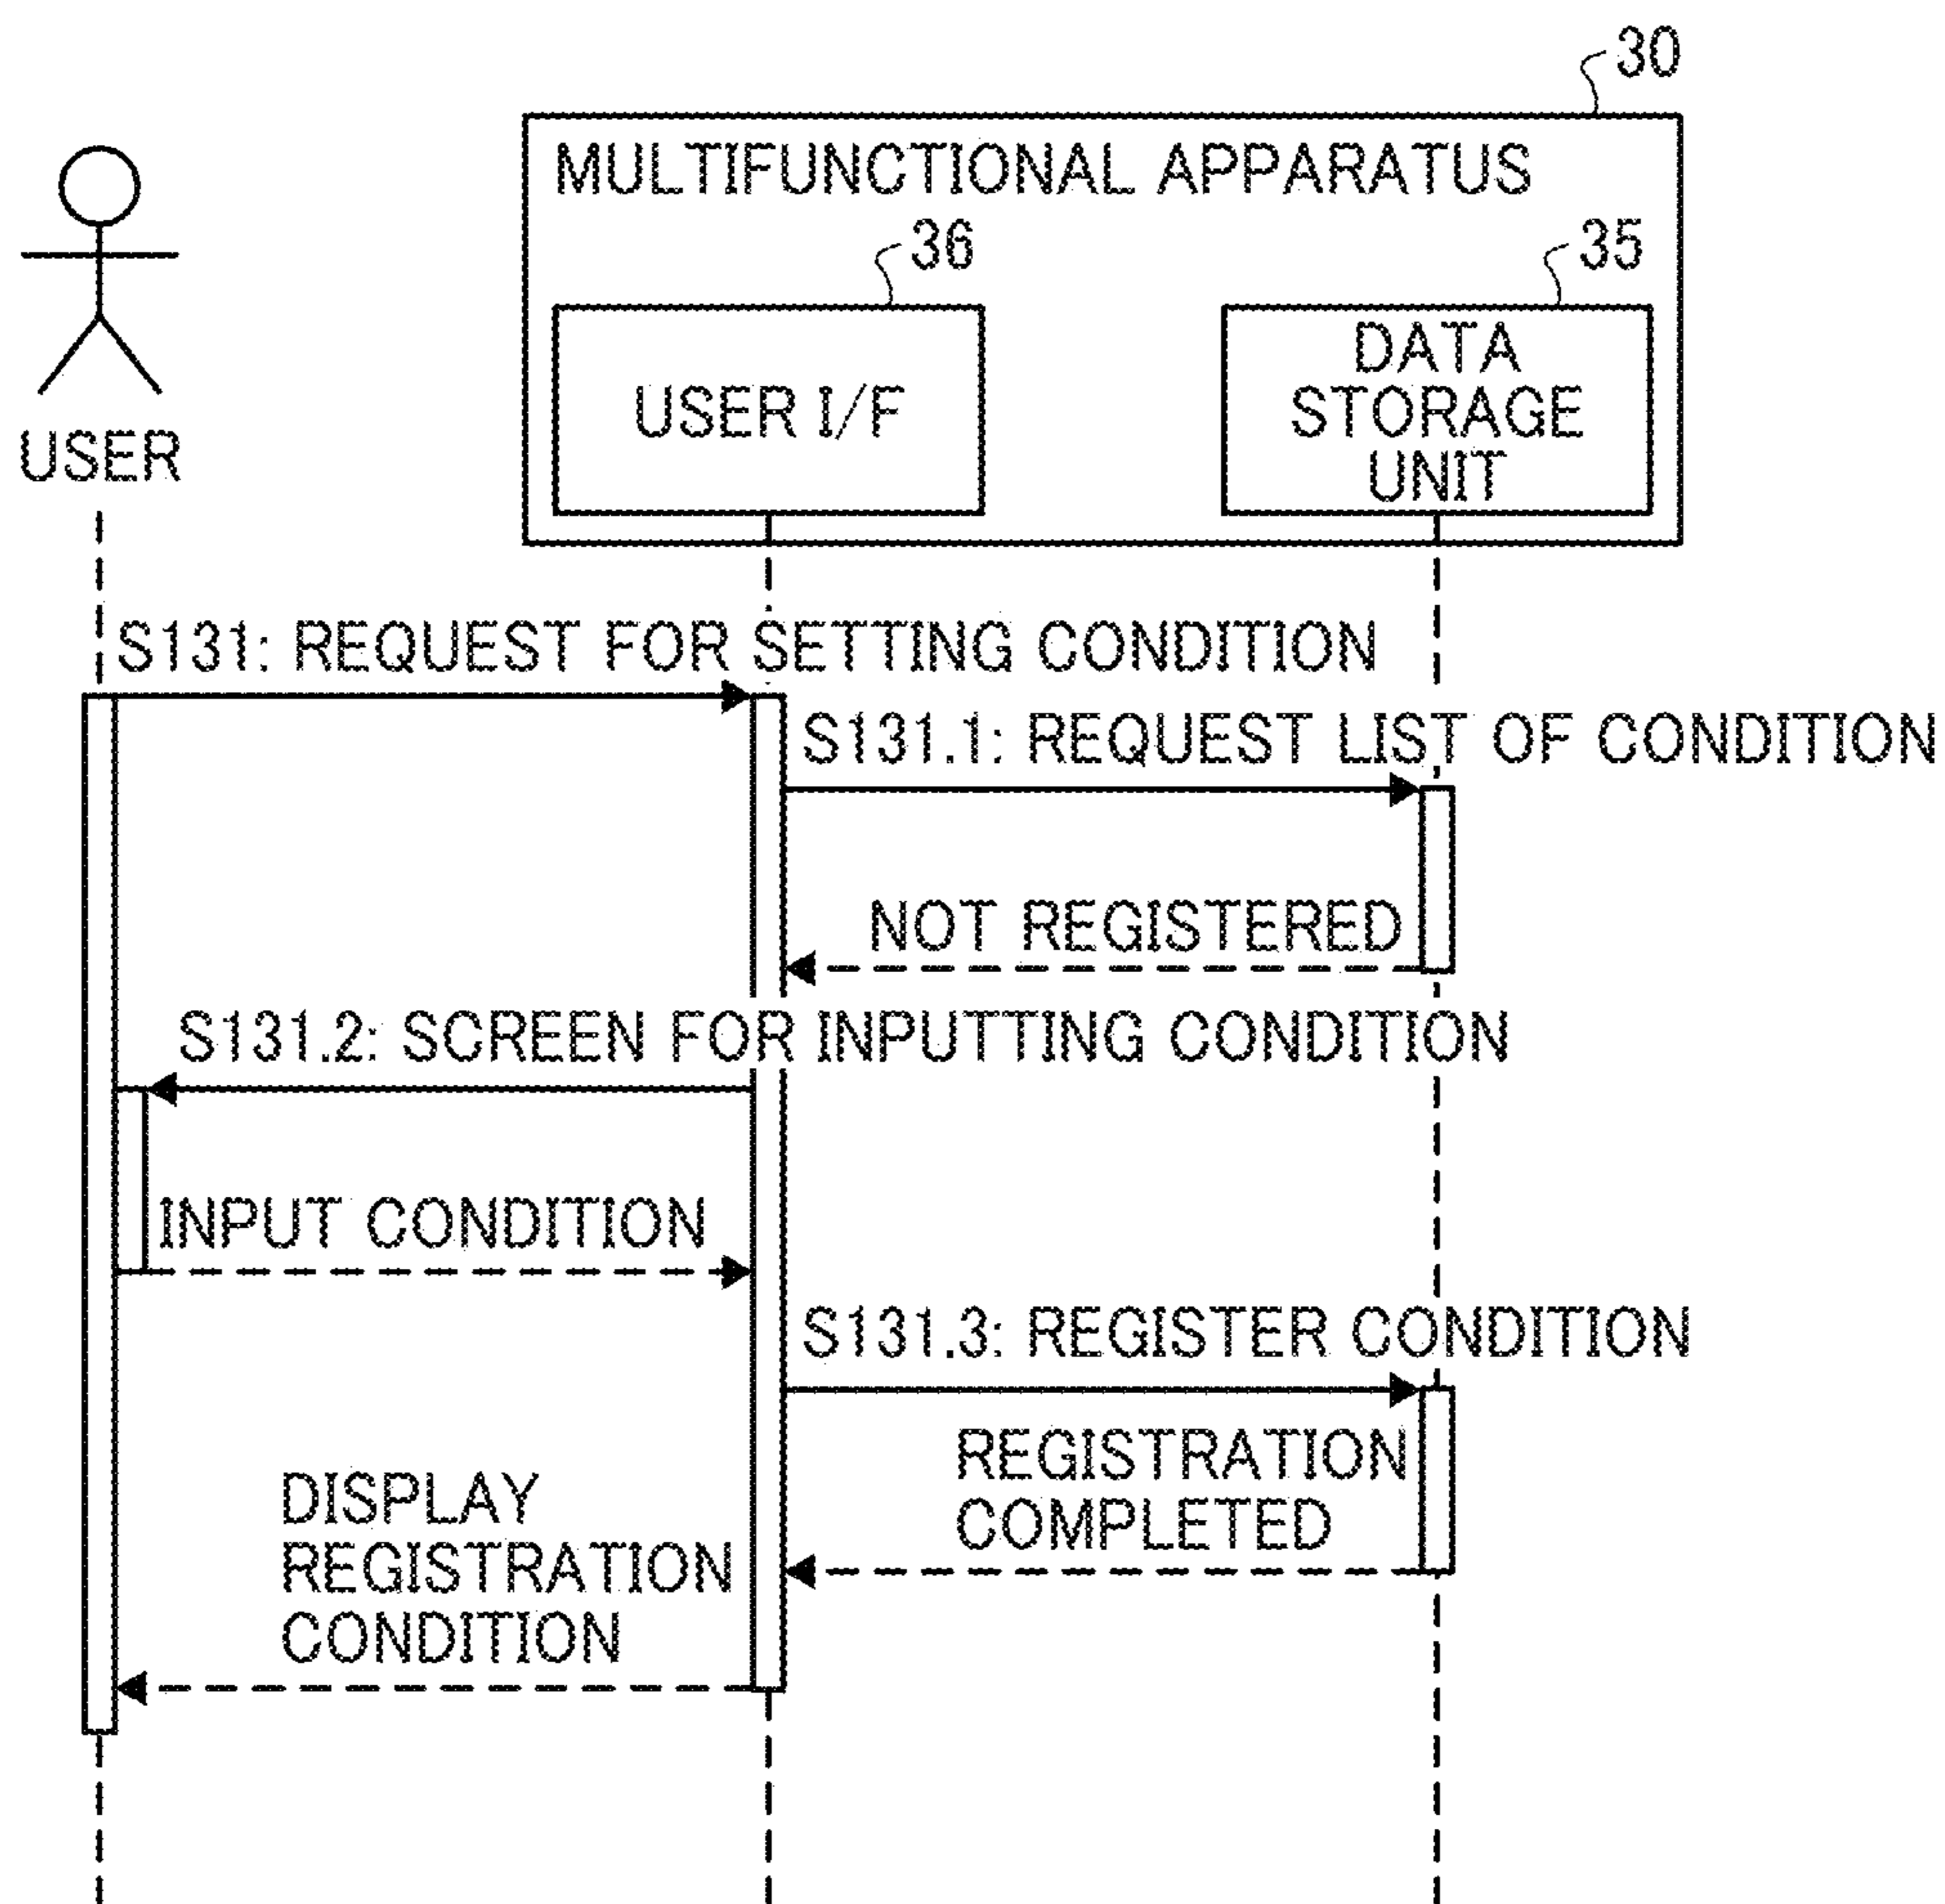 30
MULTIFUNCTIONAL APPARATUS
36
35
USER I/F
DATA
STORAGE
UNIT
USER
S131: REQUEST FOR SETTING CONDITION
S131.1: REQUEST LIST OF CONDITION
NOT REGISTERED
S131.2: SCREEN FOR INPUTTING CONDITION
INPUT CONDITION
S131.3: REGISTER CONDITION
REGISTRATION
COMPLETED
DISPLAY
REGISTRATION
CONDITION